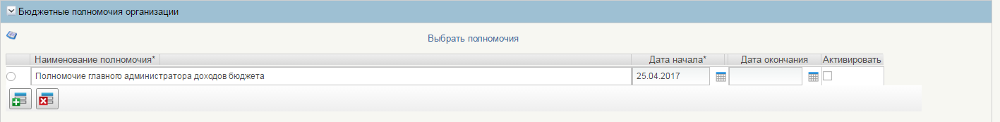 Бюджетные полномочия организации
Выбрать полномочия
Наименование полномочия* Дата начала* Дата окончания Активировать
Полномочие главного администратора доходов бюджета 25.04.2017